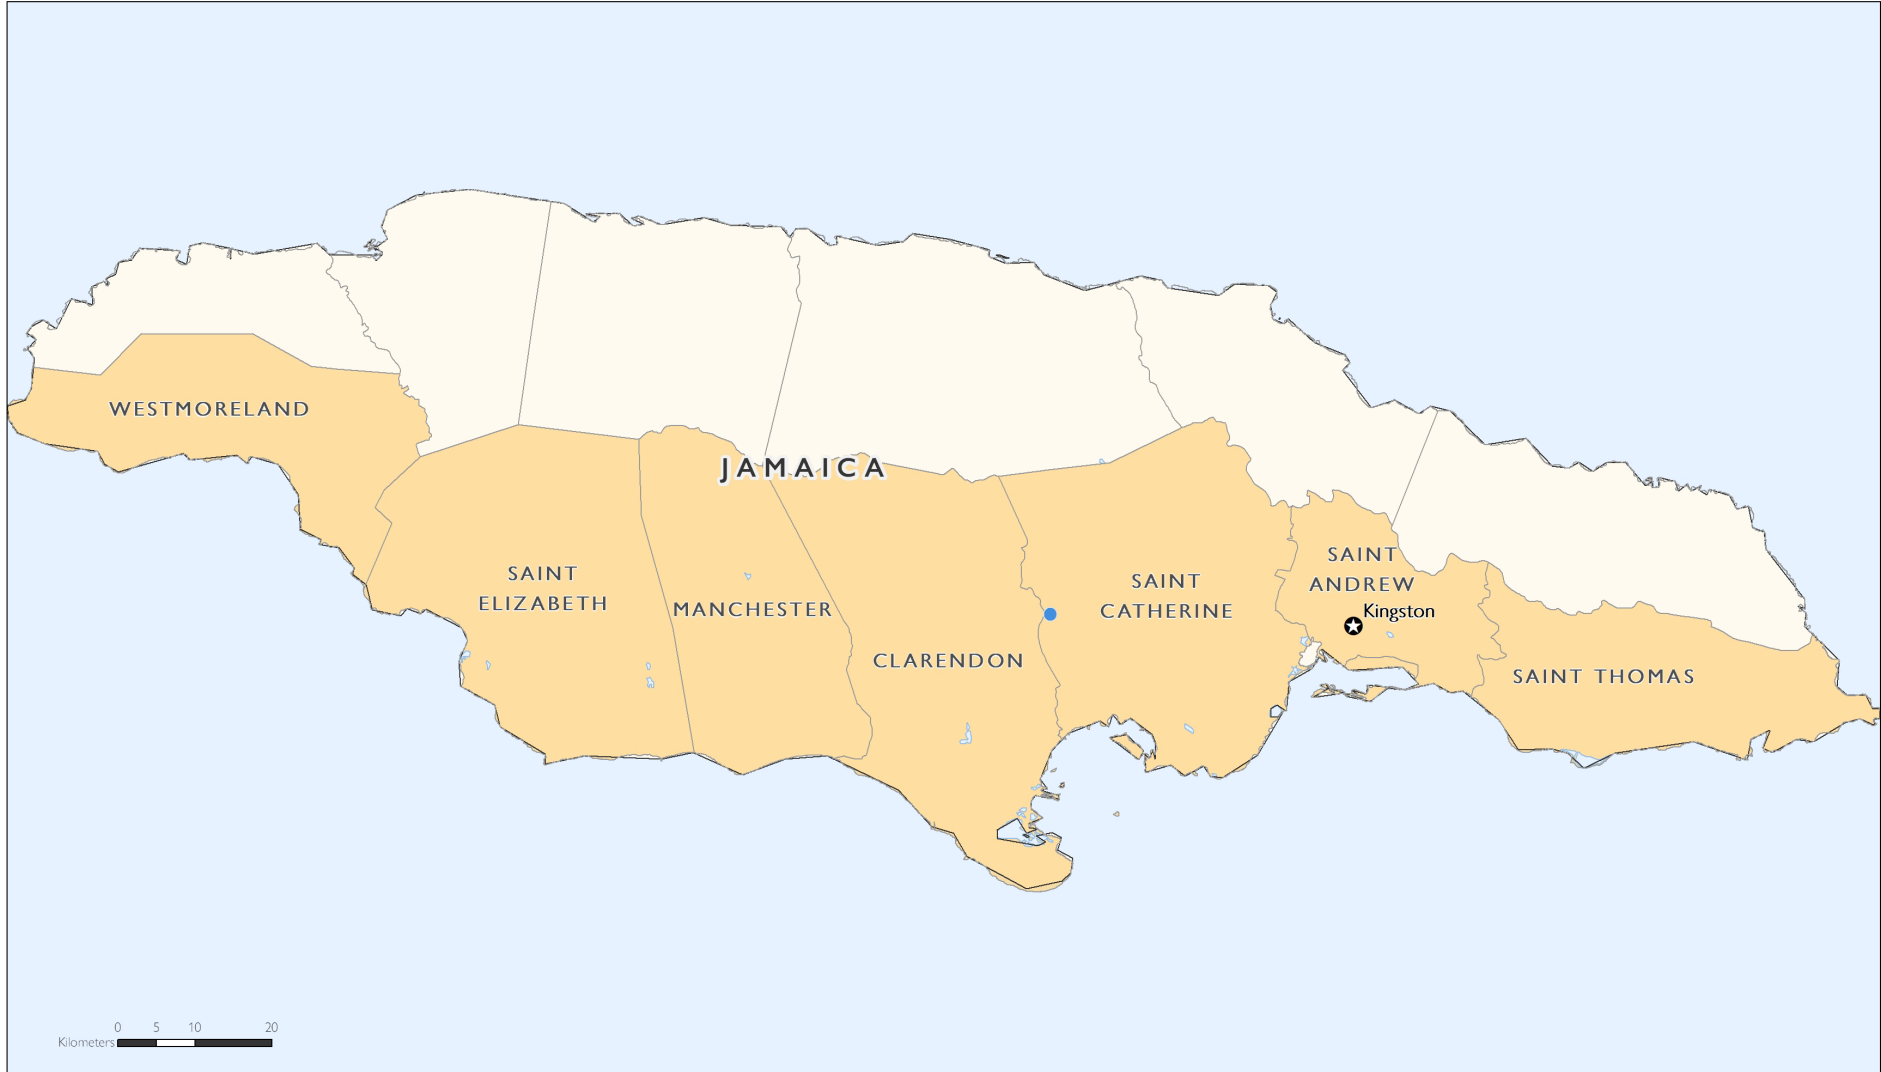 WESTMORELAND
JAMAICA
SAINT
ELIZABETH
MANCHESTER
CLARENDON
SAINT
CATHERINE
SAINT
ANDREW
Kingston
SAINT THOMAS
0 5 10 20
Kilometers